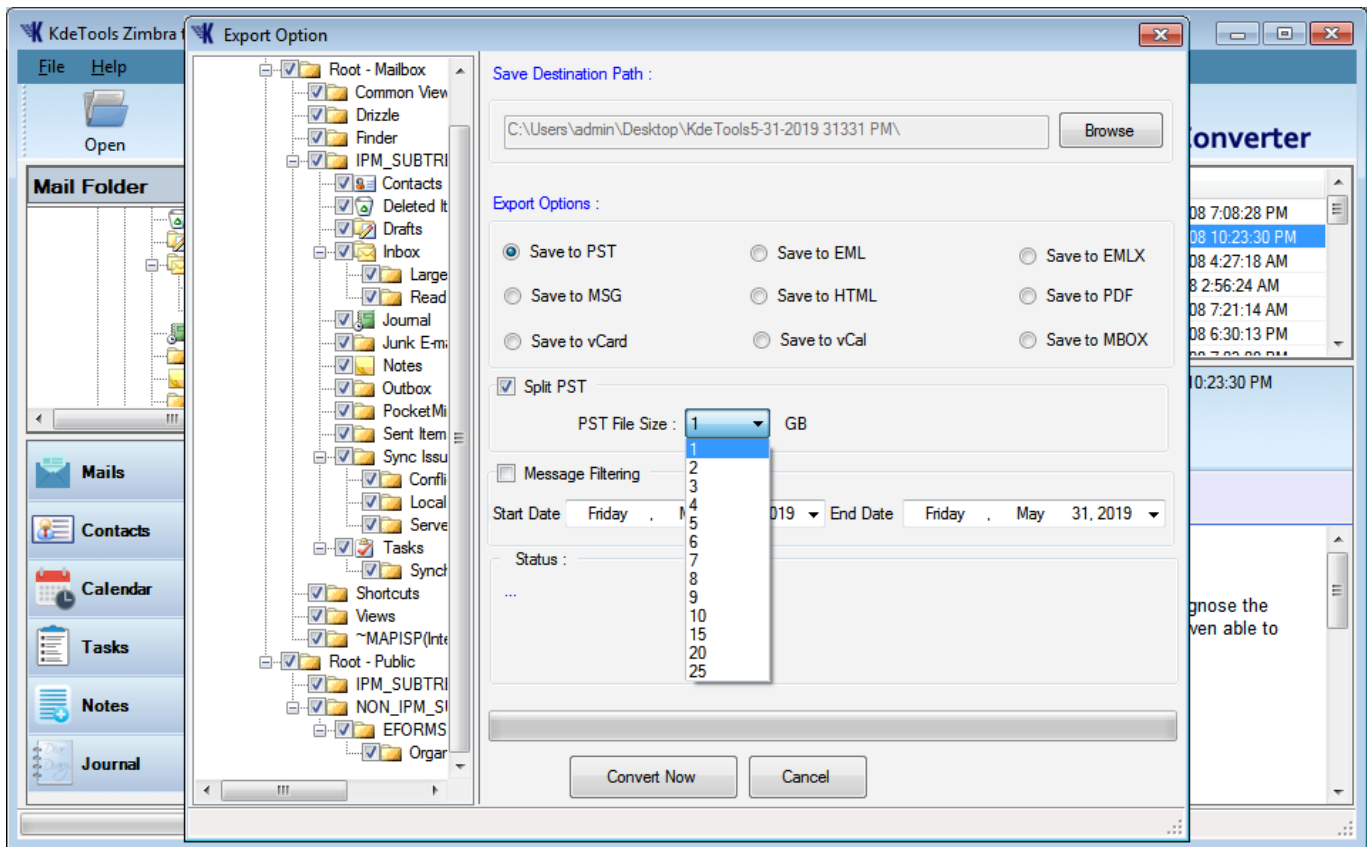 KdeTools Zimbra
Export Option
File Help
Open
onverter
Mail Folder
Mails
Contacts
Calendar
Tasks
Notes
Journal
Root - Mailbox
Common View
Drizzle
Finder
IPM_SUBTRE
Contacts
Deleted It
Drafts
Inbox
Large
Read
Journal
Junk E-ma
Notes
Outbox
PocketMi
Sent Item
Sync Issu
Confli
Local
Serve
Tasks
Synch
Shortcuts
Views
~MAPISP(Inte
Root - Public
IPM_SUBTRE
NON_IPM_SU
EFORMS
Organ
Save Destination Path :
C:\Users\admin\Desktop\KdeTools5-31-2019 31331 PM\
Browse
Export Options :
Save to PST
Save to EML
Save to EMLX
Save to MSG
Save to HTML
Save to PDF
Save to vCard
Save to vCal
Save to MBOX
Split PST
PST File Size : 1 GB
1
2
3
4
5
6
7
8
9
10
15
20
25
Message Filtering
Start Date Friday , 019 End Date Friday , May 31, 2019
Status :
...
Convert Now
Cancel
08 7:08:28 PM
08 10:23:30 PM
08 4:27:18 AM
8 2:56:24 AM
08 7:21:14 AM
08 6:30:13 PM
10:23:30 PM
gnose the
ven able to